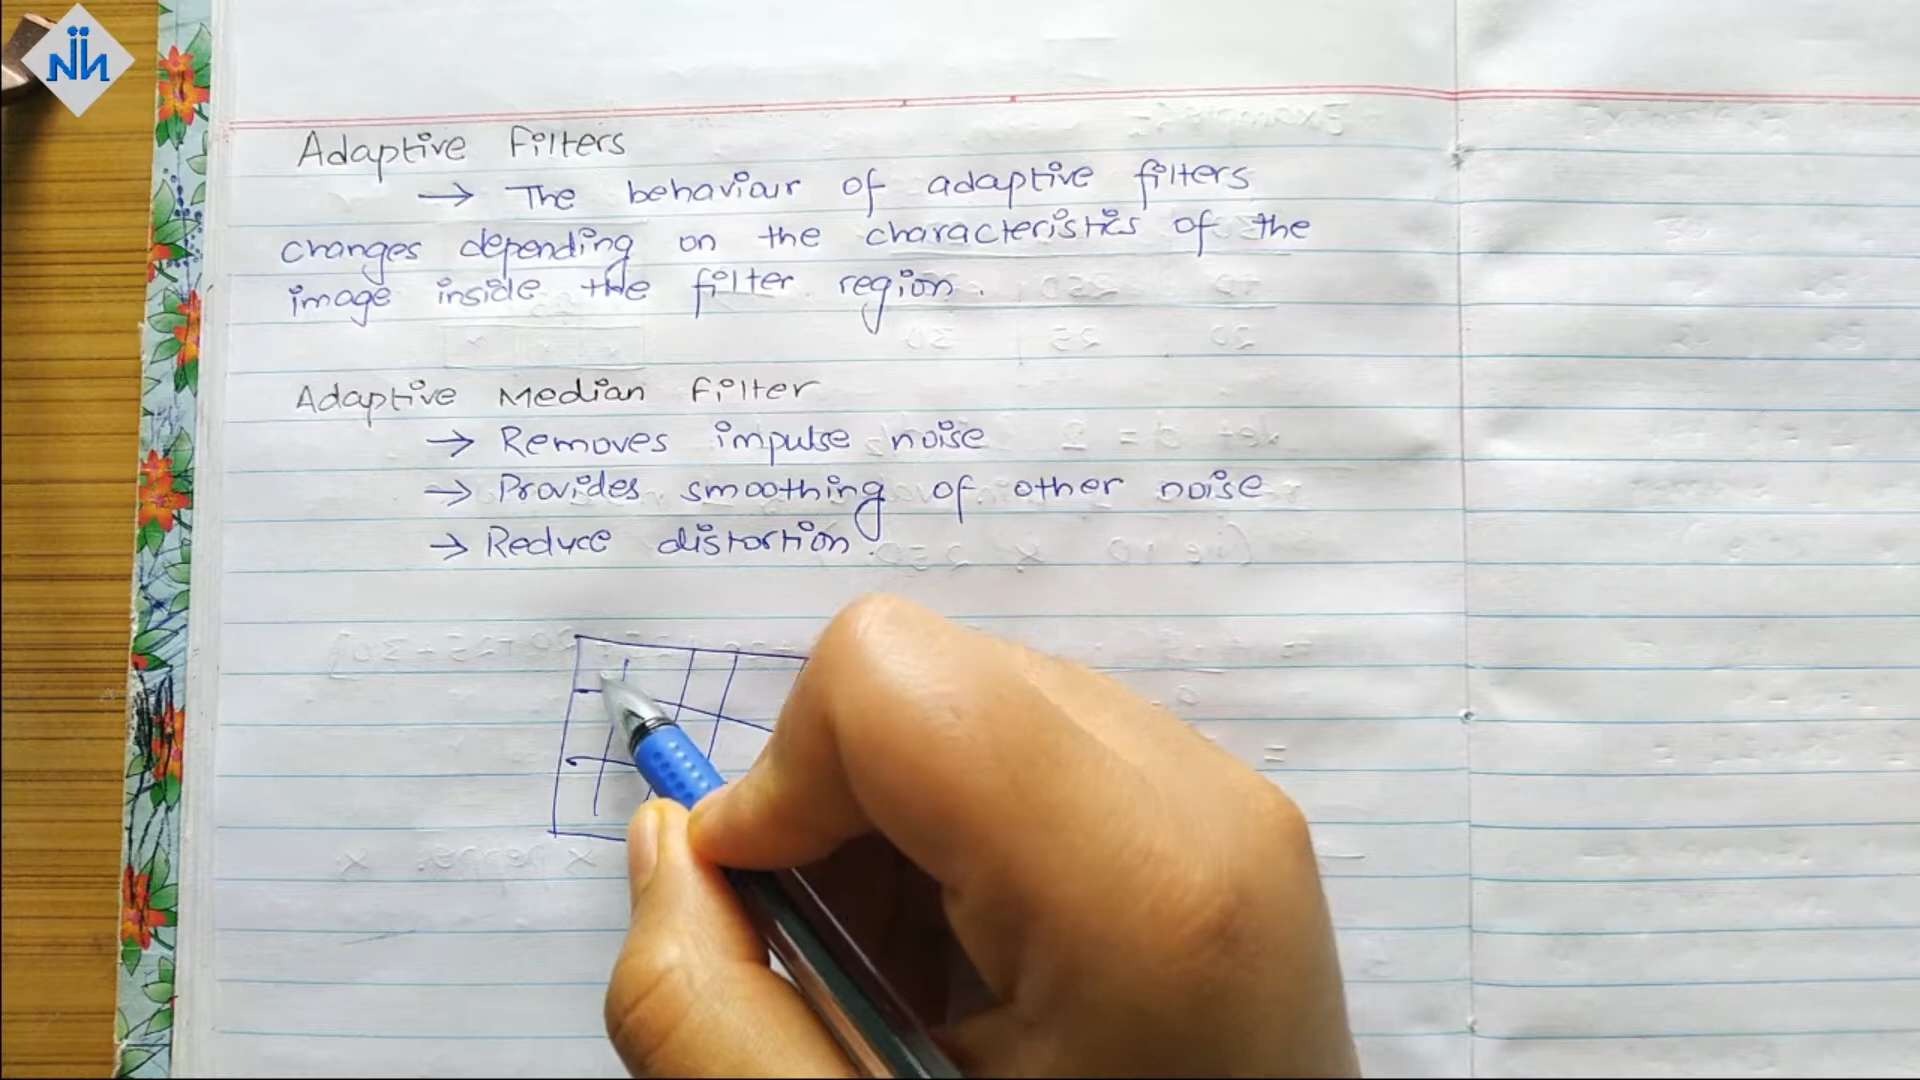 Adaptive Filters
→ The behaviour of adaptive filters
changes depending on the characteristics of the
image inside the filter region.
Adaptive Median Filter
→ Removes impulse noise
→ Provides smoothing of other noise
→ Reduce distortion.